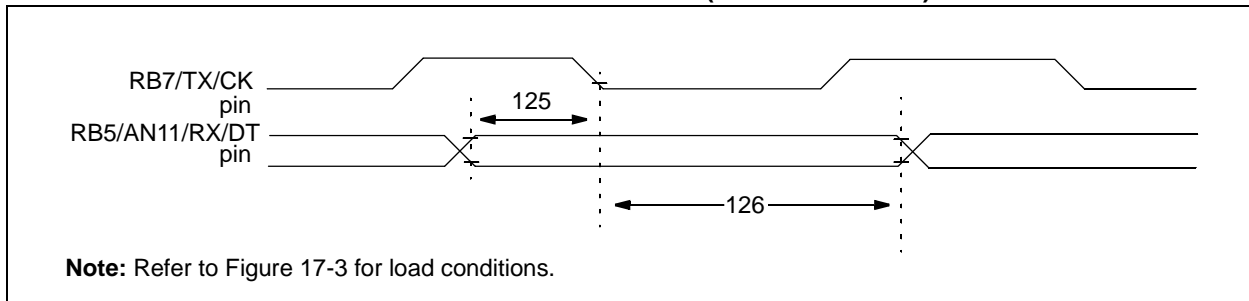 RB7/TX/CK
pin
125
RB5/AN11/RX/DT
pin
126
Note: Refer to Figure 17-3 for load conditions.